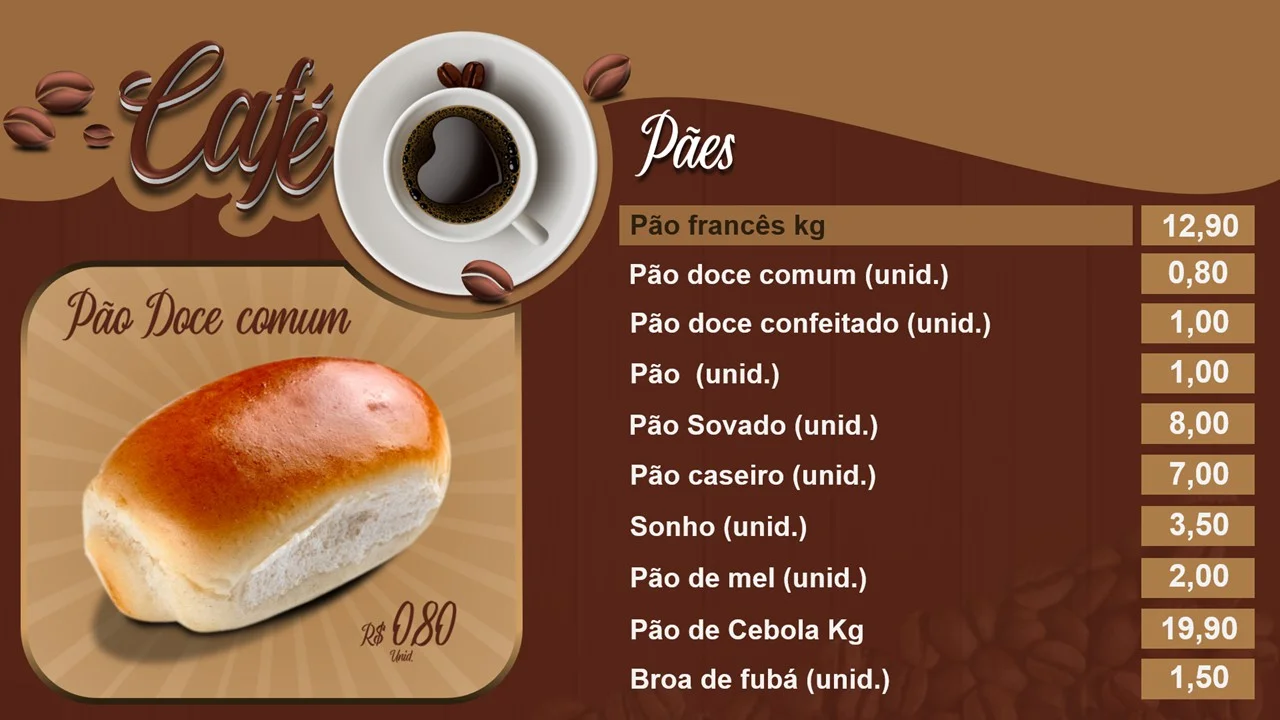 Café
Pães
Pão francês kg 12,90
Pão doce comum (unid.) 0,80
Pão doce confeitado (unid.) 1,00
Pão  (unid.) 1,00
Pão Sovado (unid.) 8,00
Pão caseiro (unid.) 7,00
Sonho (unid.) 3,50
Pão de mel (unid.) 2,00
Pão de Cebola Kg 19,90
Broa de fubá (unid.) 1,50
Pão Doce comum
R$ 0,80
Unid.